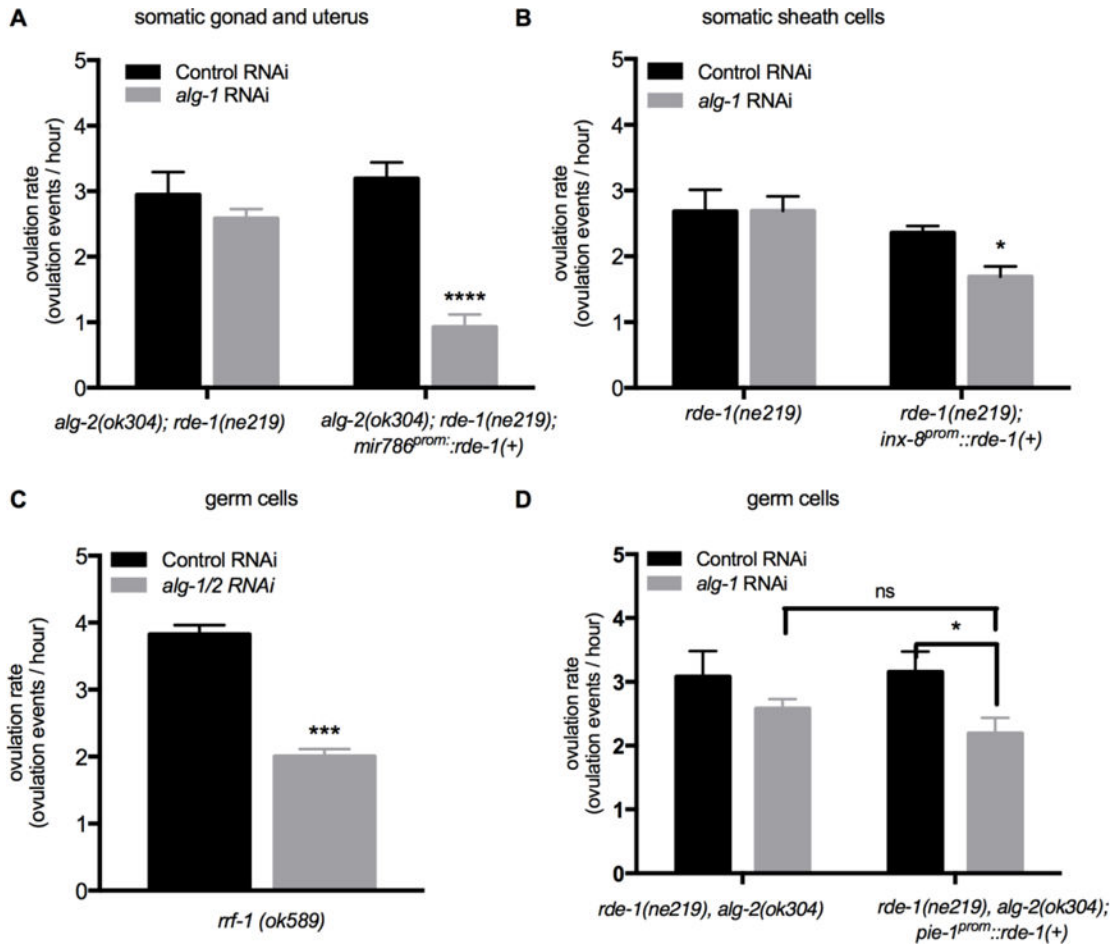 A
somatic gonad and uterus
Control RNAi
alg-1 RNAi
ovulation rate
(ovulation events / hour)
5
4
3
2
1
0
****
alg-2(ok304); rde-1(ne219)
alg-2(ok304); rde-1(ne219);
mir786prom:::rde-1(+)
B
somatic sheath cells
Control RNAi
alg-1 RNAi
ovulation rate
(ovulation events / hour)
5
4
3
2
1
0
*
rde-1(ne219)
rde-1(ne219);
inx-8prom::rde-1(+)
C
germ cells
Control RNAi
alg-1/2 RNAi
ovulation rate
(ovulation events / hour)
5
4
3
2
1
0
***
rrf-1 (ok589)
D
germ cells
Control RNAi
alg-1 RNAi
ovulation rate
(ovulation events / hour)
5
4
3
2
1
0
ns
*
rde-1(ne219), alg-2(ok304)
rde-1(ne219), alg-2(ok304);
pie-1prom::rde-1(+)